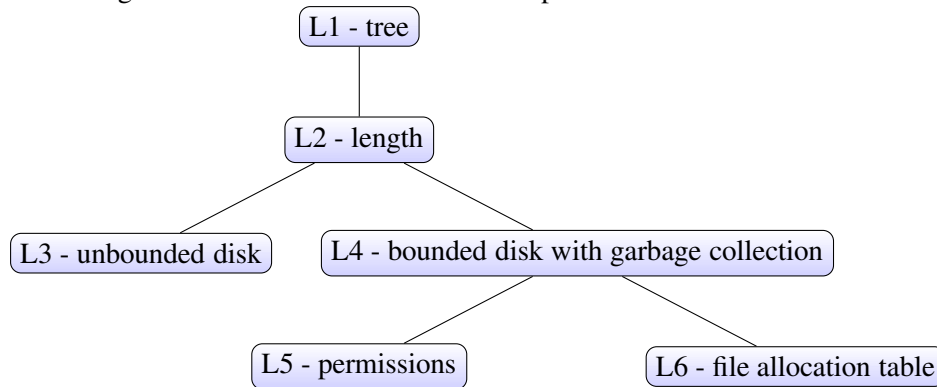 L1 - tree
L2 - length
L3 - unbounded disk
L4 - bounded disk with garbage collection
L5 - permissions
L6 - file allocation table